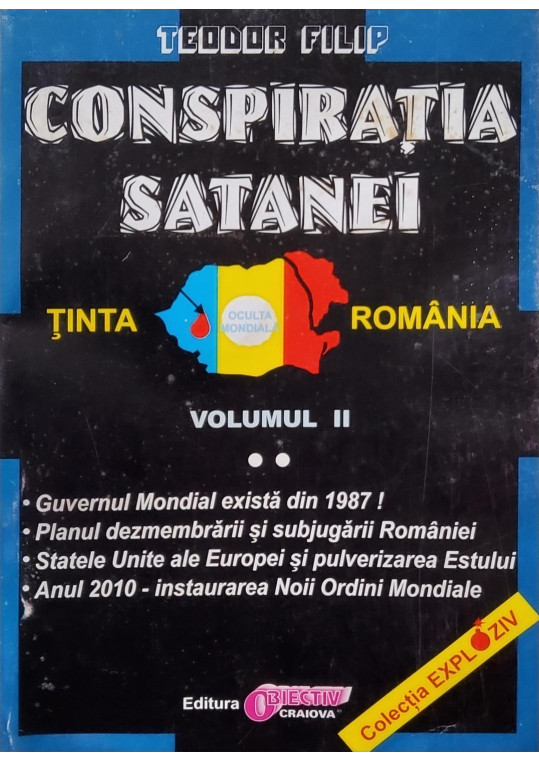 TEODOR FILIP
CONSPIRAȚIA
SATANEI
ȚINTA
OCULTA
MONDIALĂ
ROMÂNIA
VOLUMUL II
• Guvernul Mondial există din 1987 !
• Planul dezmembrării și subjugării României
• Statele Unite ale Europei și pulverizarea Estului
• Anul 2010 - instaurarea Noii Ordini Mondiale
Colecția EXPLOZIV
Editura OBIECTIV
CRAIOVA